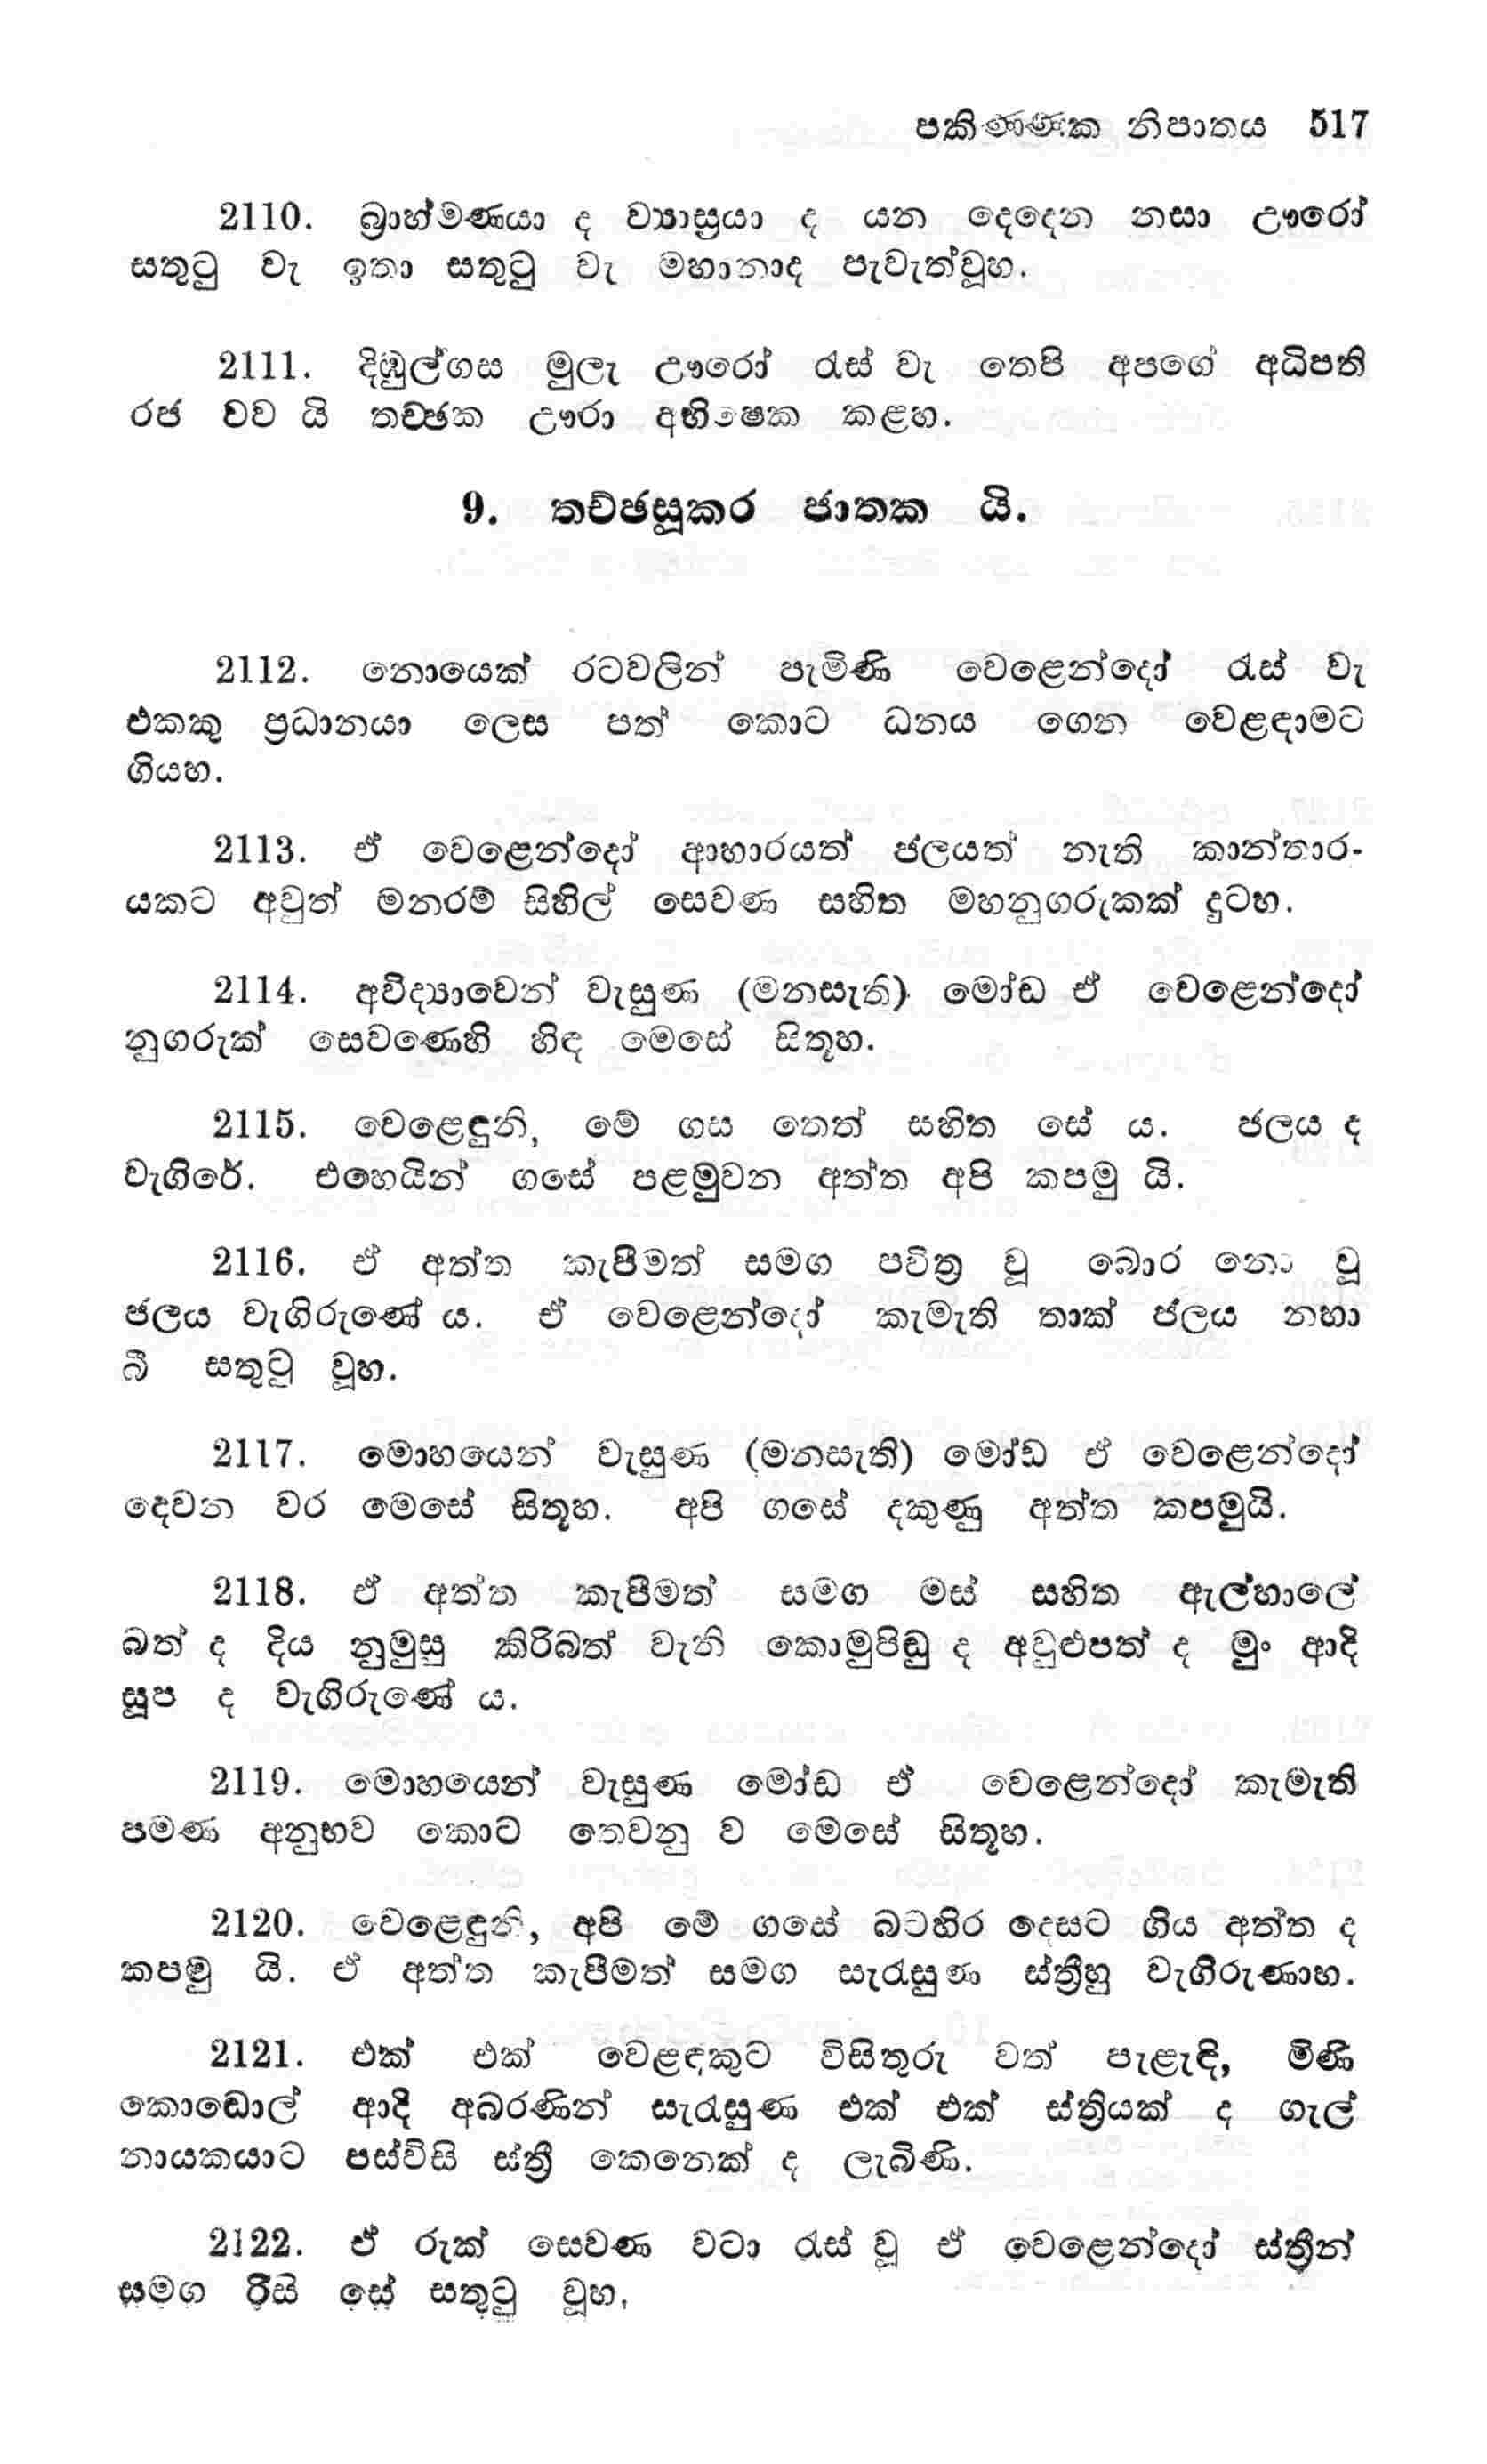 පකිණ්ණක නිපාතය 517
2110. බ්‍රාහ්මණයා ද ව්‍යාඝ්‍රයා ද යන දෙදෙන නසා ඌරෝ
සතුටු වැ ඉතා සතුටු වැ මහානාද පැවැත්වූහ.
2111. දිඹුල්ගස මුලැ ඌරෝ රැස් වැ තෙපි අපගේ අධිපති
රජ වව යි තච්ඡක ඌරා අභිෂෙක කළහ.
9. තච්ඡසූකර ජාතක යි.
2112. නොයෙක් රටවලින් පැමිණි වෙළෙන්දෝ රැස් වැ
එකකු ප්‍රධානයා ලෙස පත් කොට ධනය ගෙන වෙළඳාමට
ගියහ.
2113. ඒ වෙළෙන්දෝ ආහාරයත් ජලයත් නැති කාන්තාර-
යකට අවුත් මනරම් සිහිල් සෙවණ සහිත මහනුගරුකක් දුටහ.
2114. අවිද්‍යාවෙන් වැසුණ (මනසැති) මෝඩ ඒ වෙළෙන්දෝ
නුගරුක් සෙවණෙහි හිඳ මෙසේ සිතූහ.
2115. වෙළෙඳුනි, මේ ගස තෙත් සහිත සේ ය. ජලය ද
වැගිරේ. එහෙයින් ගසේ පළමුවන අත්ත අපි කපමු යි.
2116. ඒ අත්ත කැපීමත් සමග පවිත්‍ර වූ බොර නො වූ
ජලය වැගිරුණේ ය. ඒ වෙළෙන්දෝ කැමැති තාක් ජලය නහා
බී සතුටු වූහ.
2117. මොහයෙන් වැසුණ (මනසැති) මෝඩ ඒ වෙළෙන්දෝ
දෙවන වර මෙසේ සිතූහ. අපි ගසේ දකුණු අත්ත කපමුයි.
2118. ඒ අත්ත කැපීමත් සමග මස් සහිත ඇල්හාලේ
බත් ද දිය නුමුසු කිරිබත් වැනි කොමුපිඩු ද අවුළුපත් ද මුං ආදි
සූප ද වැගිරුණේ ය.
2119. මොහයෙන් වැසුණ මෝඩ ඒ වෙළෙන්දෝ කැමැති
පමණ අනුභව කොට තෙවනු ව මෙසේ සිතූහ.
2120. වෙළෙඳුනි, අපි මේ ගසේ බටහිර දෙසට ගිය අත්ත ද
කපමු යි. ඒ අත්ත කැපීමත් සමග සැරැසුණ ස්ත්‍රීහු වැගිරුණාහ.
2121. එක් එක් වෙළඳකුට විසිතුරු වත් පැළැඳි, මිණි
කොඩොල් ආදී අබරණින් සැරැසුණ එක් එක් ස්ත්‍රියක් ද ගැල්
නායකයාට පස්විසි ස්ත්‍රී කෙනෙක් ද ලැබිණි.
2122. ඒ රුක් සෙවණ වටා රැස් වූ ඒ වෙළෙන්දෝ ස්ත්‍රීන්
සමග රිසි සේ සතුටු වූහ,